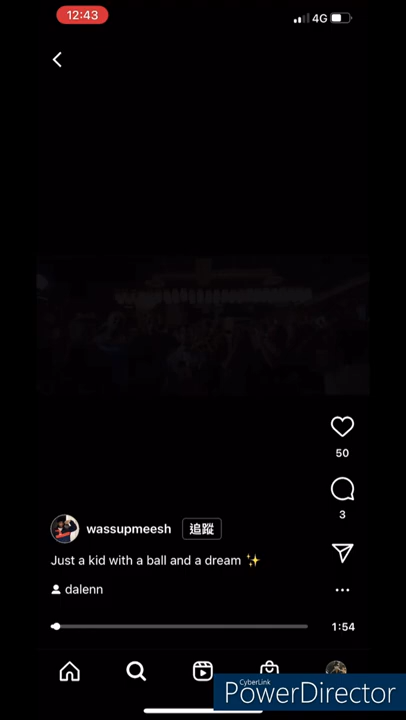 12:43
4G
50
3
wassupmeesh 追蹤
Just a kid with a ball and a dream ✨
dalenn
1:54
CyberLink
PowerDirector